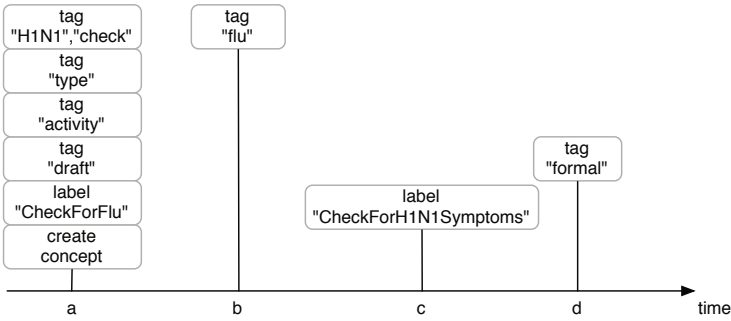 tag
"H1N1","check"
tag
"type"
tag
"activity"
tag
"draft"
label
"CheckForFlu"
create
concept
tag
"flu"
label
"CheckForH1N1Symptoms"
tag
"formal"
a
b
c
d
time